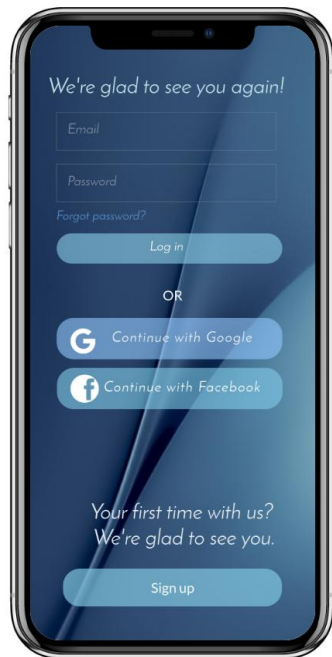 We're glad to see you again!
Email
Password
Forgot password?
Log in
OR
G Continue with Google
f Continue with Facebook
Your first time with us?
We're glad to see you.
Sign up